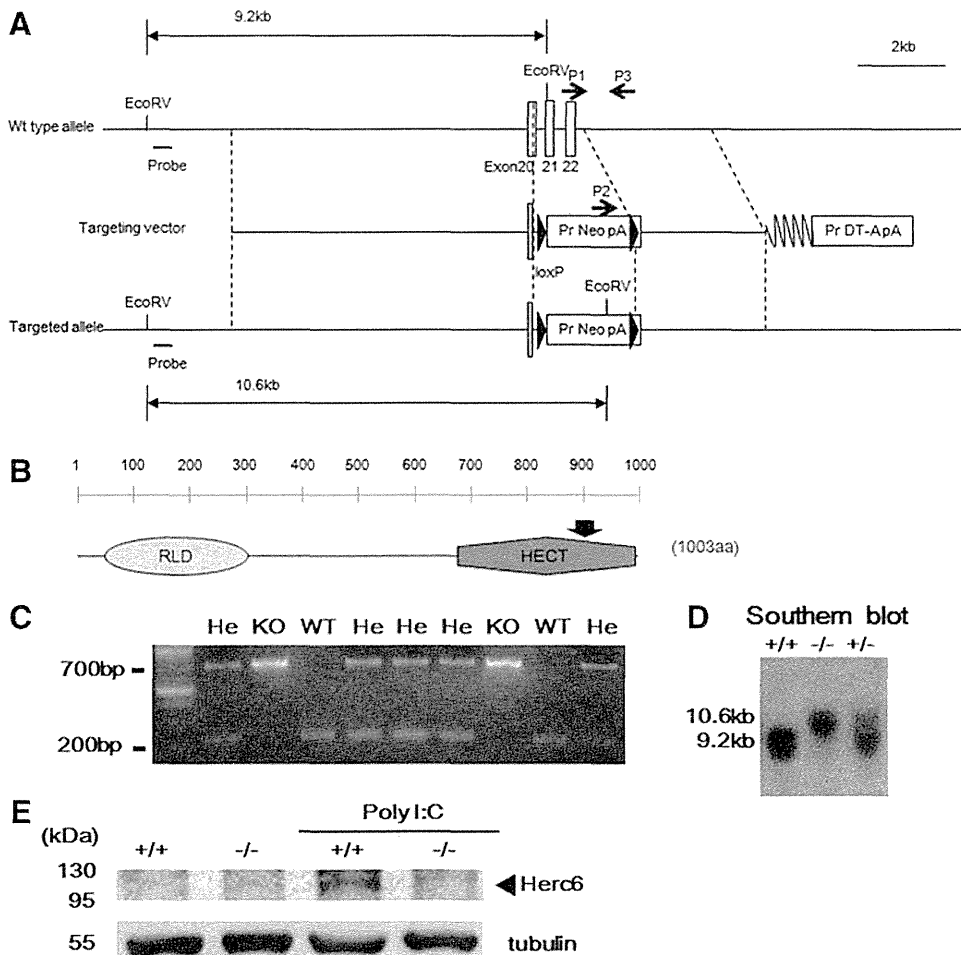 A
9.2kb
2kb
EcoRV
P1
P3
EcoRV
Wt type allele
Probe
Exon20 21 22
P2
Targeting vector
Pr Neo pA
Pr DT-ApA
loxP
EcoRV
EcoRV
Targeted allele
Pr Neo pA
Probe
10.6kb
B
1 100 200 300 400 500 600 700 800 900 1000
RLD
HECT
(1003aa)
C
He KO WT He He He KO WT He
700bp
200bp
D
Southern blot
+/+ -/- +/-
10.6kb
9.2kb
E
(kDa)
Poly I:C
+/+ -/- +/+ -/-
130
95
Herc6
55
tubulin